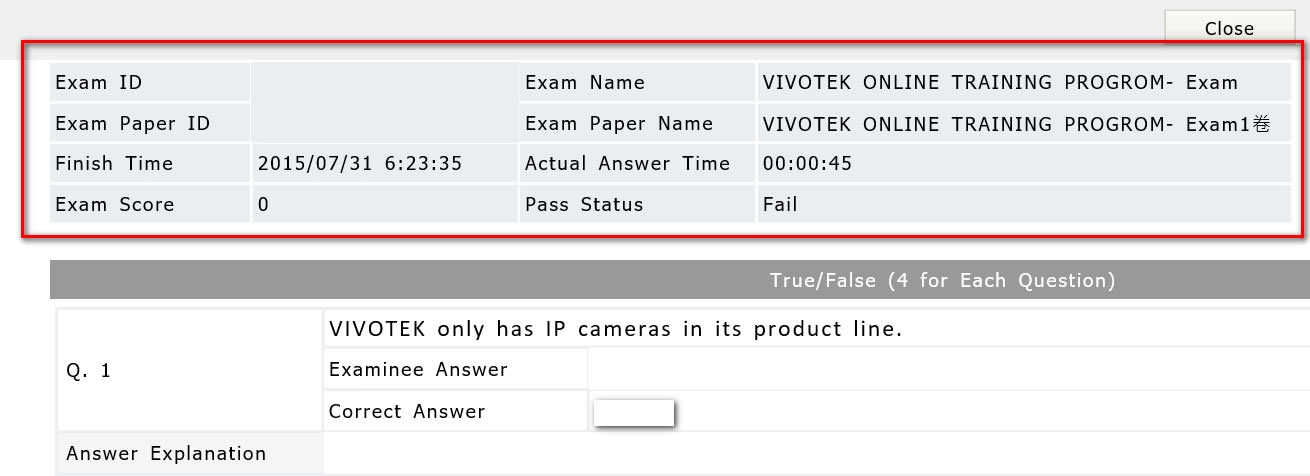 Close
Exam ID Exam Name VIVOTEK ONLINE TRAINING PROGROM- Exam
Exam Paper ID Exam Paper Name VIVOTEK ONLINE TRAINING PROGROM- Exam1卷
Finish Time 2015/07/31 6:23:35 Actual Answer Time 00:00:45
Exam Score 0 Pass Status Fail
True/False (4 for Each Question)
VIVOTEK only has IP cameras in its product line.
Q. 1
Examinee Answer
Correct Answer
Answer Explanation